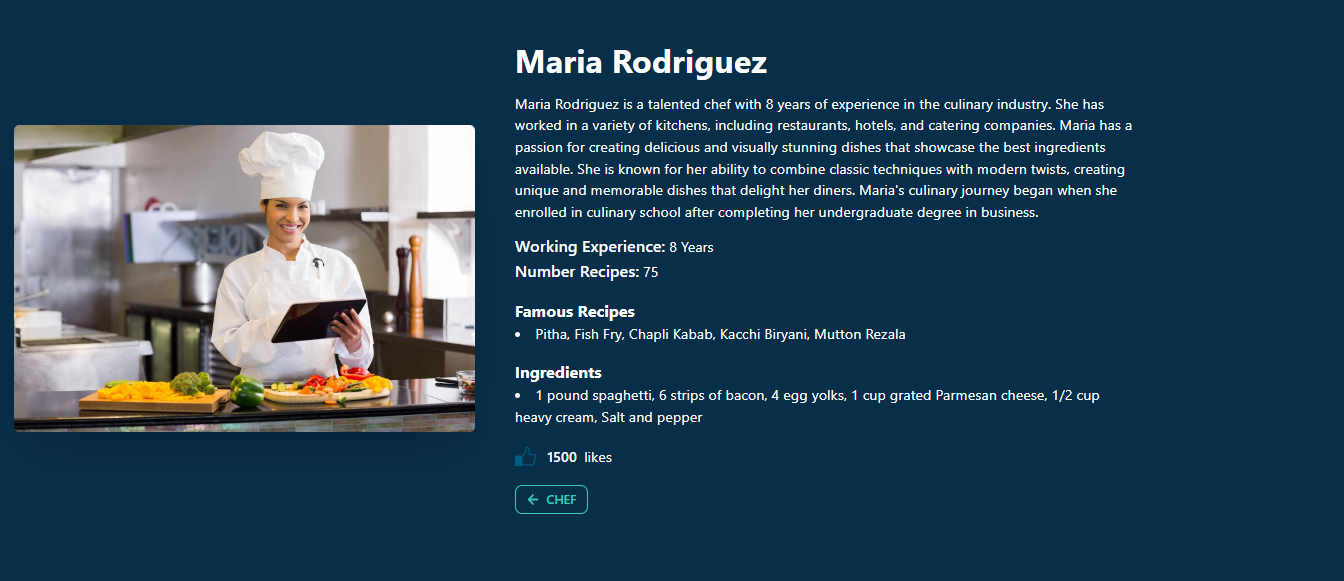 Maria Rodriguez
Maria Rodriguez is a talented chef with 8 years of experience in the culinary industry. She has
worked in a variety of kitchens, including restaurants, hotels, and catering companies. Maria has a
passion for creating delicious and visually stunning dishes that showcase the best ingredients
available. She is known for her ability to combine classic techniques with modern twists, creating
unique and memorable dishes that delight her diners. Maria's culinary journey began when she
enrolled in culinary school after completing her undergraduate degree in business.
Working Experience: 8 Years
Number Recipes: 75
Famous Recipes
• Pitha, Fish Fry, Chapli Kabab, Kacchi Biryani, Mutton Rezala
Ingredients
• 1 pound spaghetti, 6 strips of bacon, 4 egg yolks, 1 cup grated Parmesan cheese, 1/2 cup
heavy cream, Salt and pepper
1500 likes
← CHEF